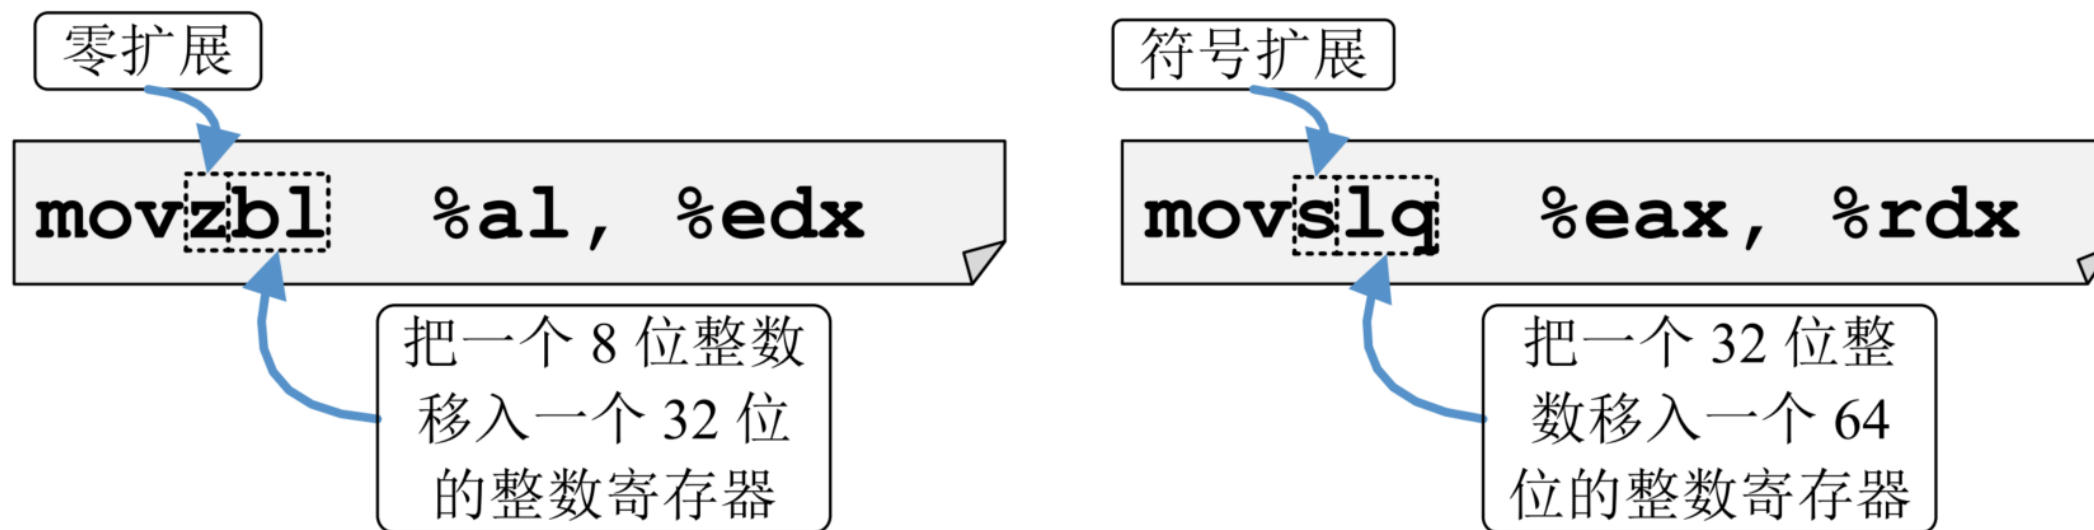 零扩展
movzbl %al, %edx
把一个 8 位整数
移入一个 32 位
的整数寄存器
符号扩展
movslq %eax, %rdx
把一个 32 位整
数移入一个 64
位的整数寄存器